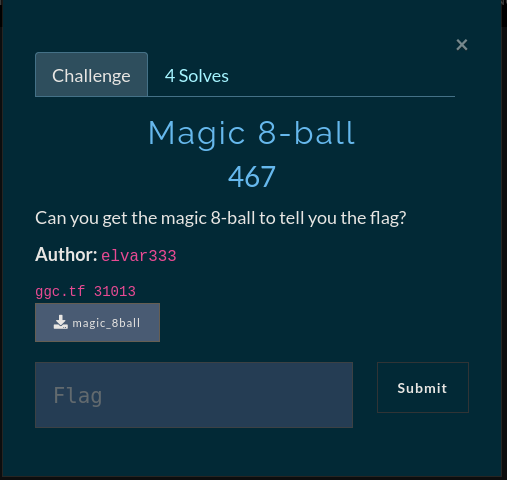 ×
Challenge
4 Solves
Magic 8-ball
467
Can you get the magic 8-ball to tell you the flag?
Author: elvar333
ggc.tf 31013
magic_8ball
Flag
Submit